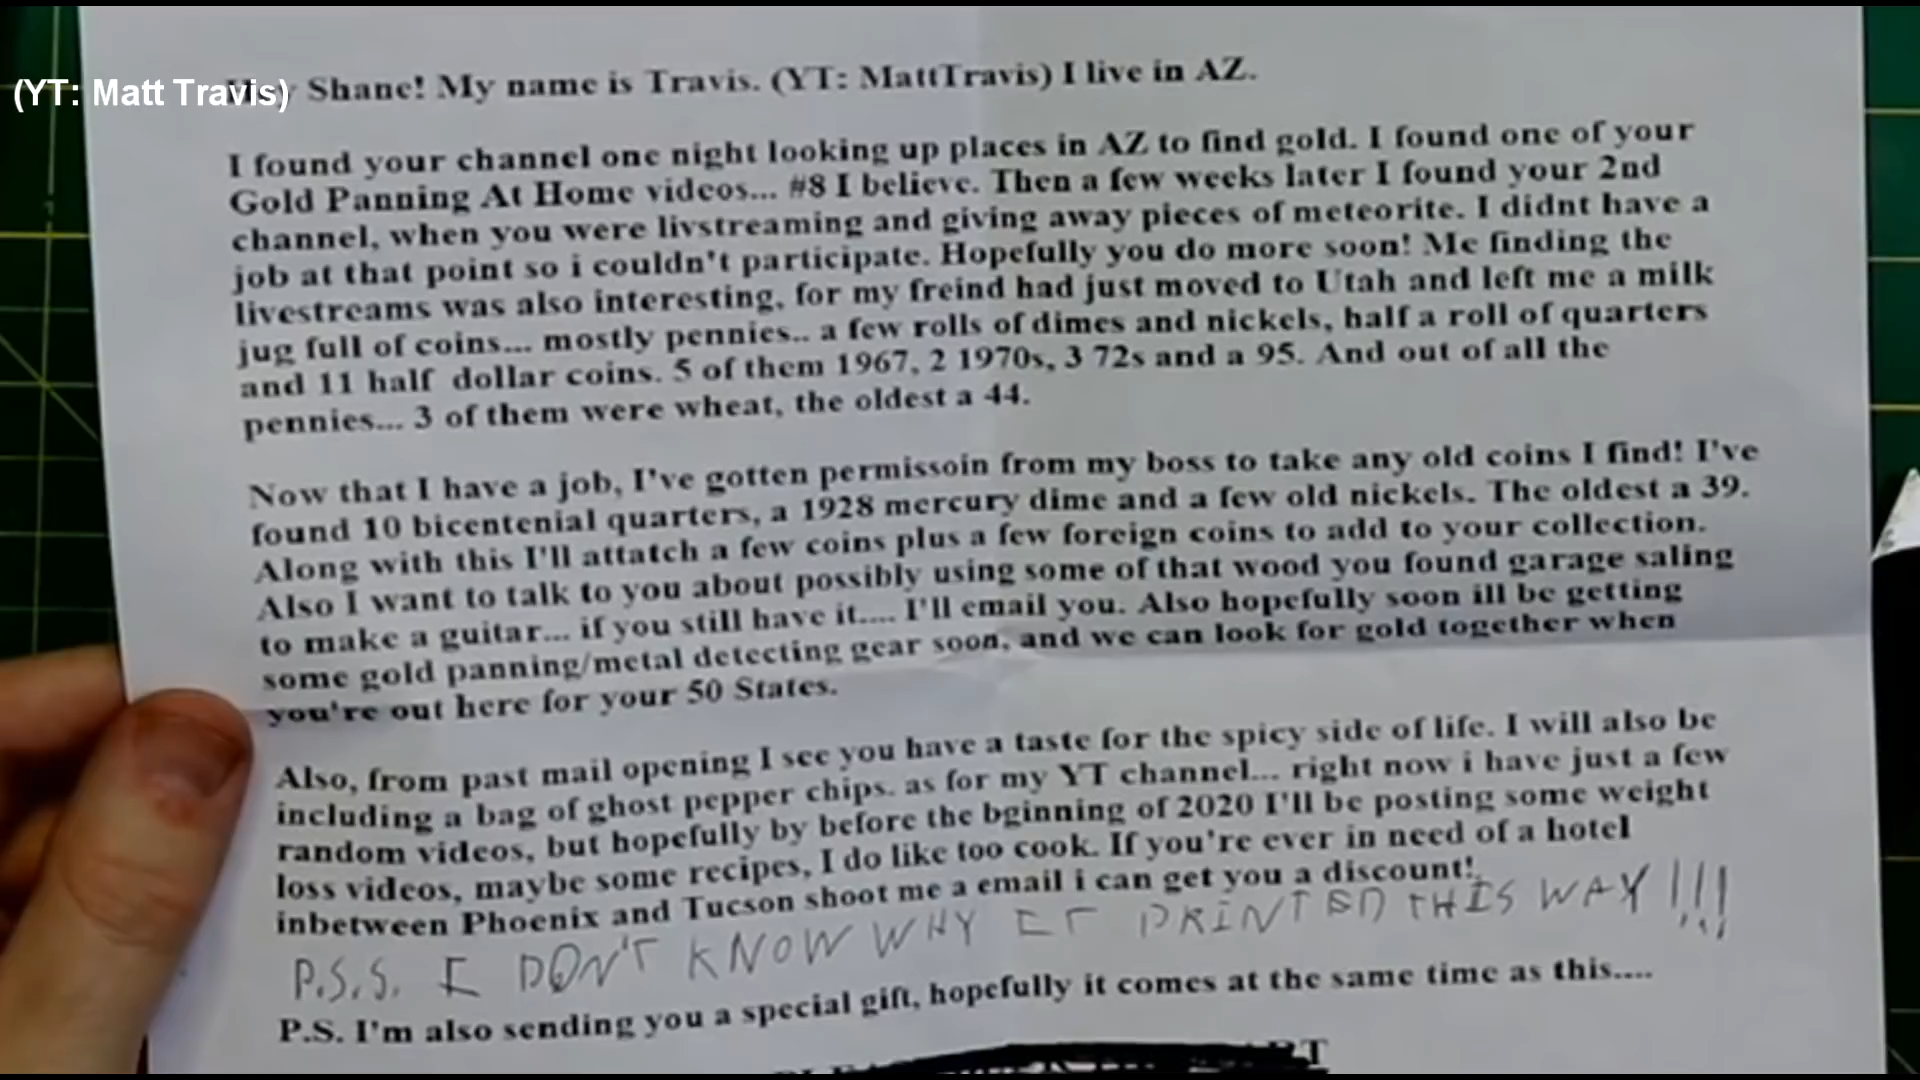 (YT: Matt Travis)
Shane! My name is Travis. (YT: MattTravis) I live in AZ.
I found your channel one night looking up places in AZ to find gold. I found one of your
Gold Panning At Home videos... #8 I believe. Then a few weeks later I found your 2nd
channel, when you were livstreaming and giving away pieces of meteorite. I didnt have a
job at that point so i couldn't participate. Hopefully you do more soon! Me finding the
livestreams was also interesting, for my freind had just moved to Utah and left me a milk
jug full of coins... mostly pennies.. a few rolls of dimes and nickels, half a roll of quarters
and 11 half dollar coins. 5 of them 1967, 2 1970s, 3 72s and a 95. And out of all the
pennies... 3 of them were wheat, the oldest a 44.
Now that I have a job, I've gotten permissoin from my boss to take any old coins I find! I've
found 10 bicentenial quarters, a 1928 mercury dime and a few old nickels. The oldest a 39.
Along with this I'll attatch a few coins plus a few foreign coins to add to your collection.
Also I want to talk to you about possibly using some of that wood you found garage saling
to make a guitar... if you still have it.... I'll email you. Also hopefully soon ill be getting
some gold panning/metal detecting gear soon, and we can look for gold together when
you're out here for your 50 States.
Also, from past mail opening I see you have a taste for the spicy side of life. I will also be
including a bag of ghost pepper chips. as for my YT channel... right now i have just a few
random videos, but hopefully by before the bginning of 2020 I'll be posting some weight
loss videos, maybe some recipes, I do like too cook. If you're ever in need of a hotel
inbetween Phoenix and Tucson shoot me a email i can get you a discount!
P.S.S. I DON'T KNOW WHY IT PRINTED THIS WAY!!!
P.S. I'm also sending you a special gift, hopefully it comes at the same time as this....